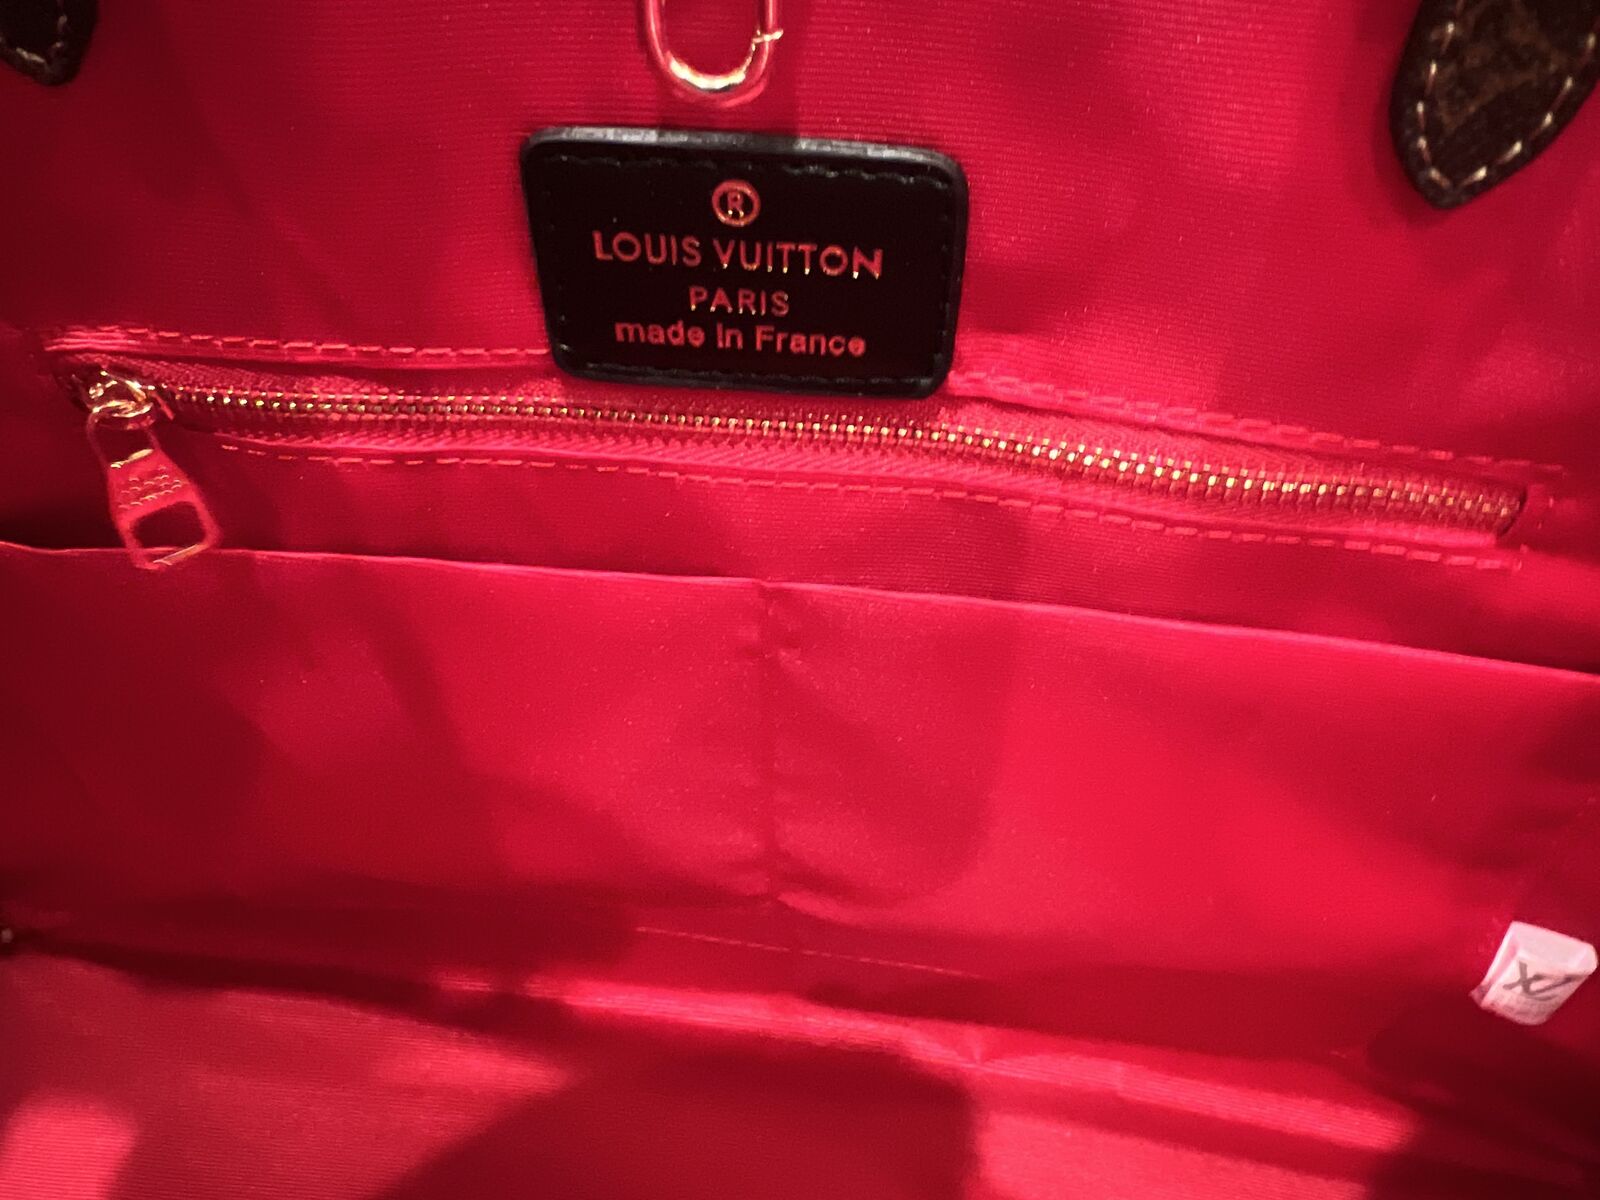 ®
LOUIS VUITTON
PARIS
made In France